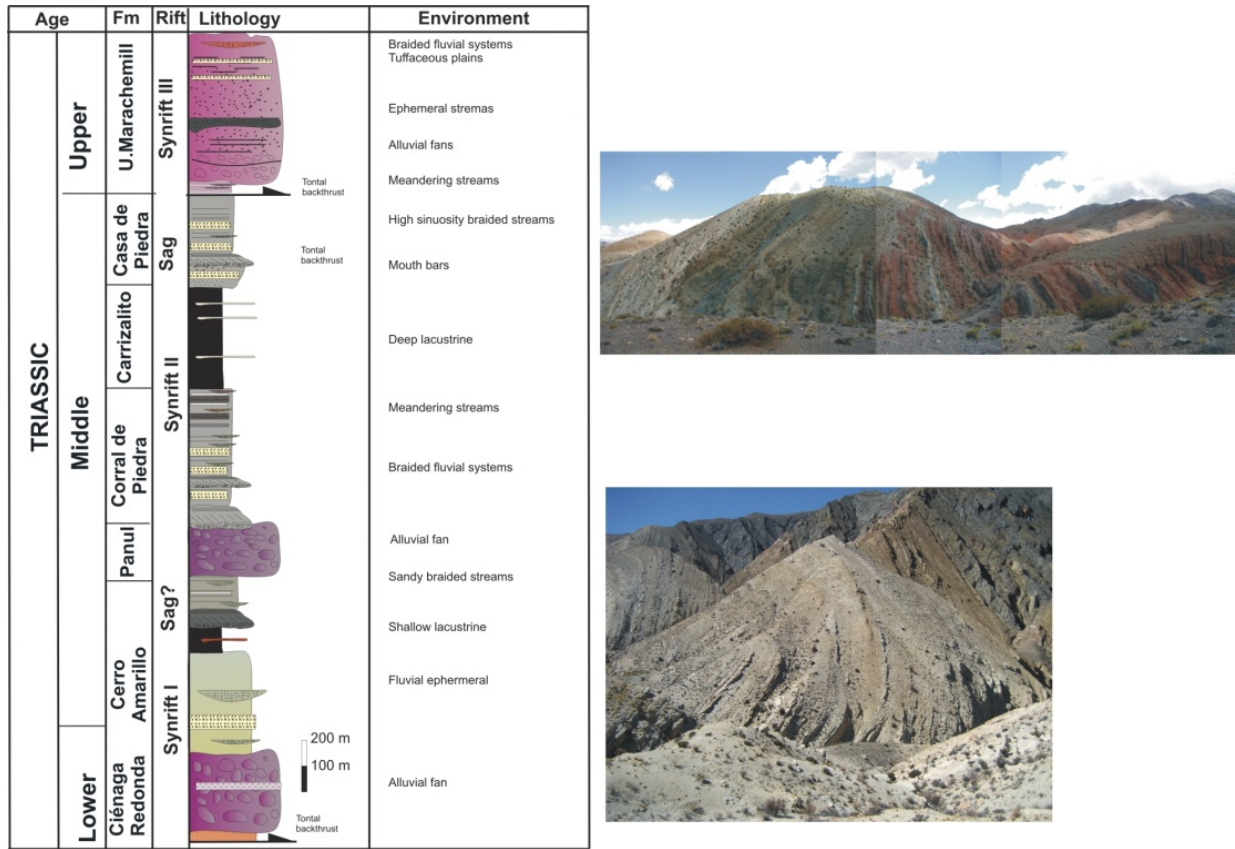 Age Fm Rift Lithology Environment
TRIASSIC
Upper
Middle
Lower
U.Marachemill
Casa de
Piedra
Carrizalito
Corral de
Piedra
Panul
Cerro
Amarillo
Ciénaga
Redonda
Synrift III
Sag
Synrift II
Sag?
Synrift I
Tontal
backthrust
Tontal
backthrust
200 m
100 m
Tontal
backthrust
Braided fluvial systems
Tuffaceous plains
Ephemeral stremas
Alluvial fans
Meandering streams
High sinuosity braided streams
Mouth bars
Deep lacustrine
Meandering streams
Braided fluvial systems
Alluvial fan
Sandy braided streams
Shallow lacustrine
Fluvial ephemeral
Alluvial fan